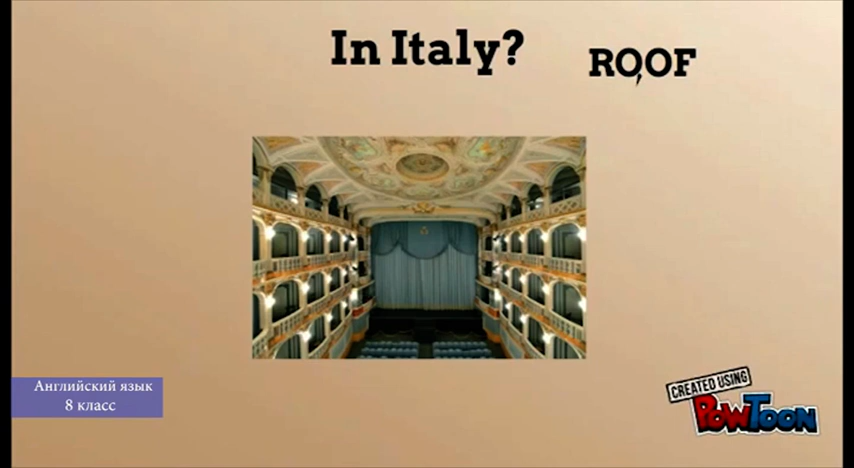 In Italy?
ROOF
,
Английский язык
8 класс
CREATED USING
POWTOON